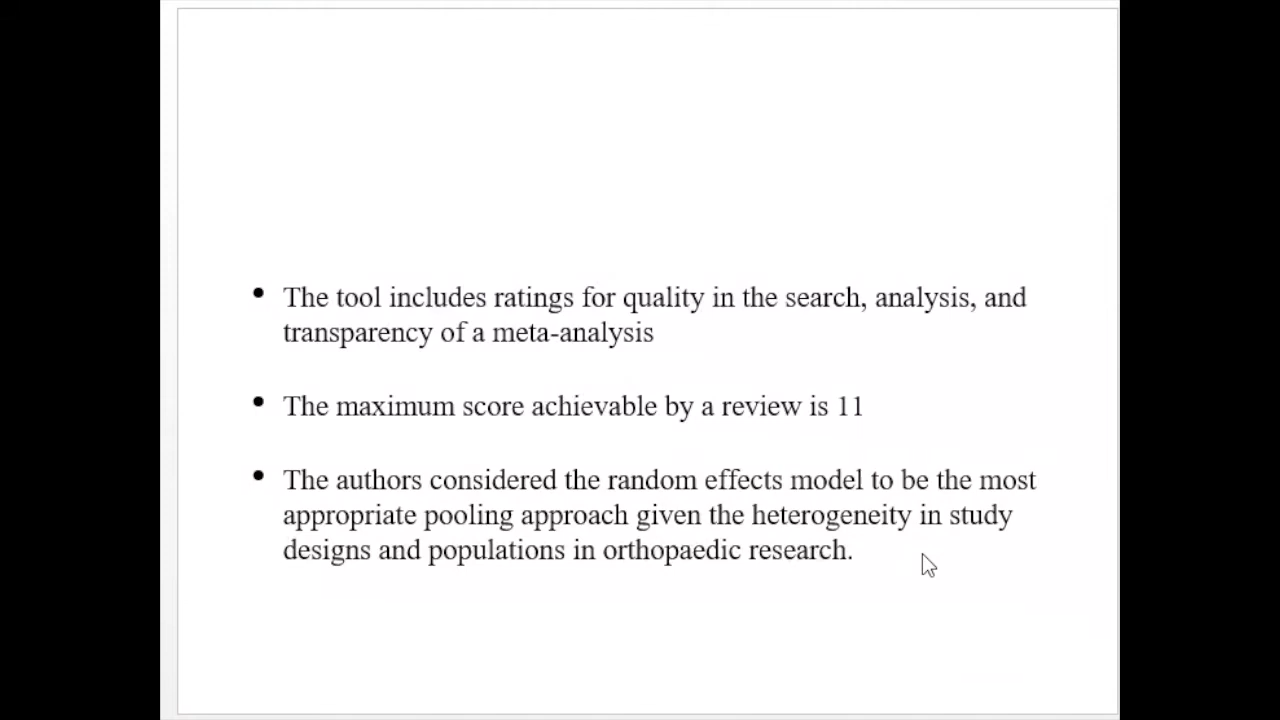 • The tool includes ratings for quality in the search, analysis, and
transparency of a meta-analysis
• The maximum score achievable by a review is 11
• The authors considered the random effects model to be the most
appropriate pooling approach given the heterogeneity in study
designs and populations in orthopaedic research.